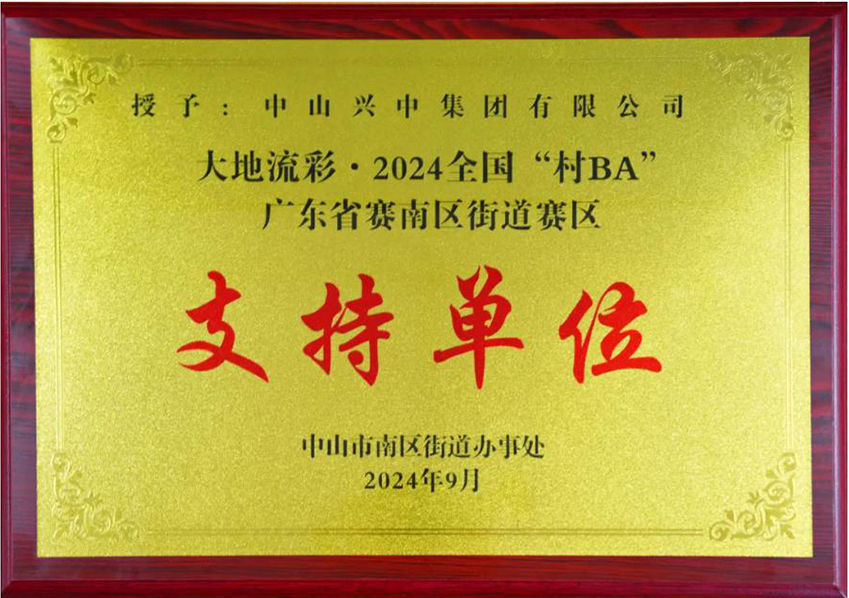 授予：中山兴中集团有限公司
大地流彩·2024全国“村BA”
广东省赛南区街道赛区
支持单位
中山市南区街道办事处
2024年9月